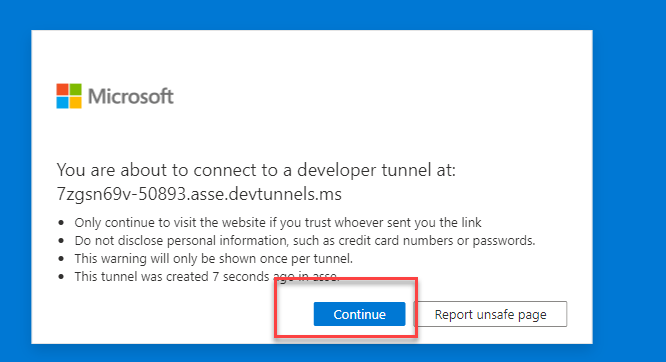 Microsoft
You are about to connect to a developer tunnel at:
7zgsn69v-50893.asse.devtunnels.ms
• Only continue to visit the website if you trust whoever sent you the link
• Do not disclose personal information, such as credit card numbers or passwords.
• This warning will only be shown once per tunnel.
• This tunnel was created 7 seconds ago in asse.
Continue
Report unsafe page